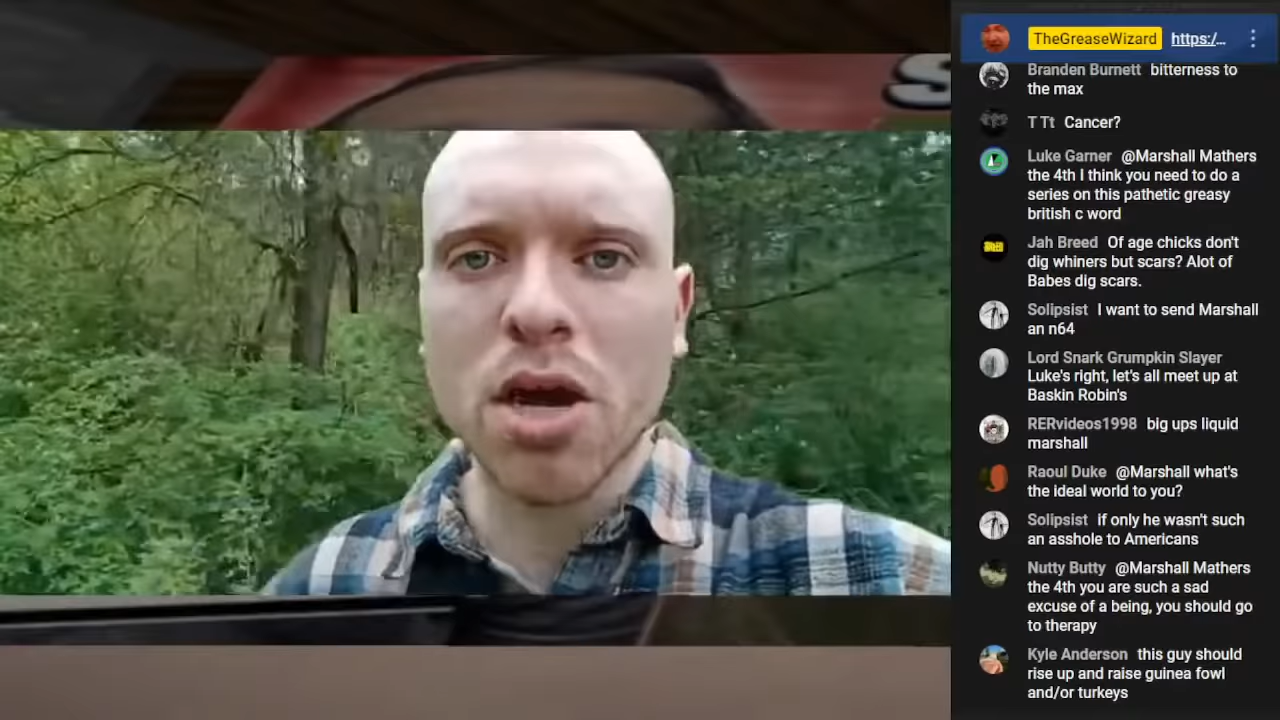 S
TheGreaseWizard https:/...
Branden Burnett bitterness to
the max
T Tt Cancer?
Luke Garner @Marshall Mathers
the 4th I think you need to do a
series on this pathetic greasy
british c word
Jah Breed Of age chicks don't
dig whiners but scars? Alot of
Babes dig scars.
Solipsist I want to send Marshall
an n64
Lord Snark Grumpkin Slayer
Luke's right, let's all meet up at
Baskin Robin's
RERvideos1998 big ups liquid
marshall
Raoul Duke @Marshall what's
the ideal world to you?
Solipsist if only he wasn't such
an asshole to Americans
Nutty Butty @Marshall Mathers
the 4th you are such a sad
excuse of a being, you should go
to therapy
Kyle Anderson this guy should
rise up and raise guinea fowl
and/or turkeys